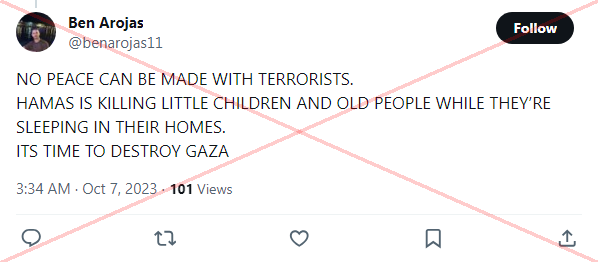 Ben Arojas
@benarojas11
Follow
NO PEACE CAN BE MADE WITH TERRORISTS.
HAMAS IS KILLING LITTLE CHILDREN AND OLD PEOPLE WHILE THEY’RE
SLEEPING IN THEIR HOMES.
ITS TIME TO DESTROY GAZA
3:34 AM · Oct 7, 2023 · 101 Views